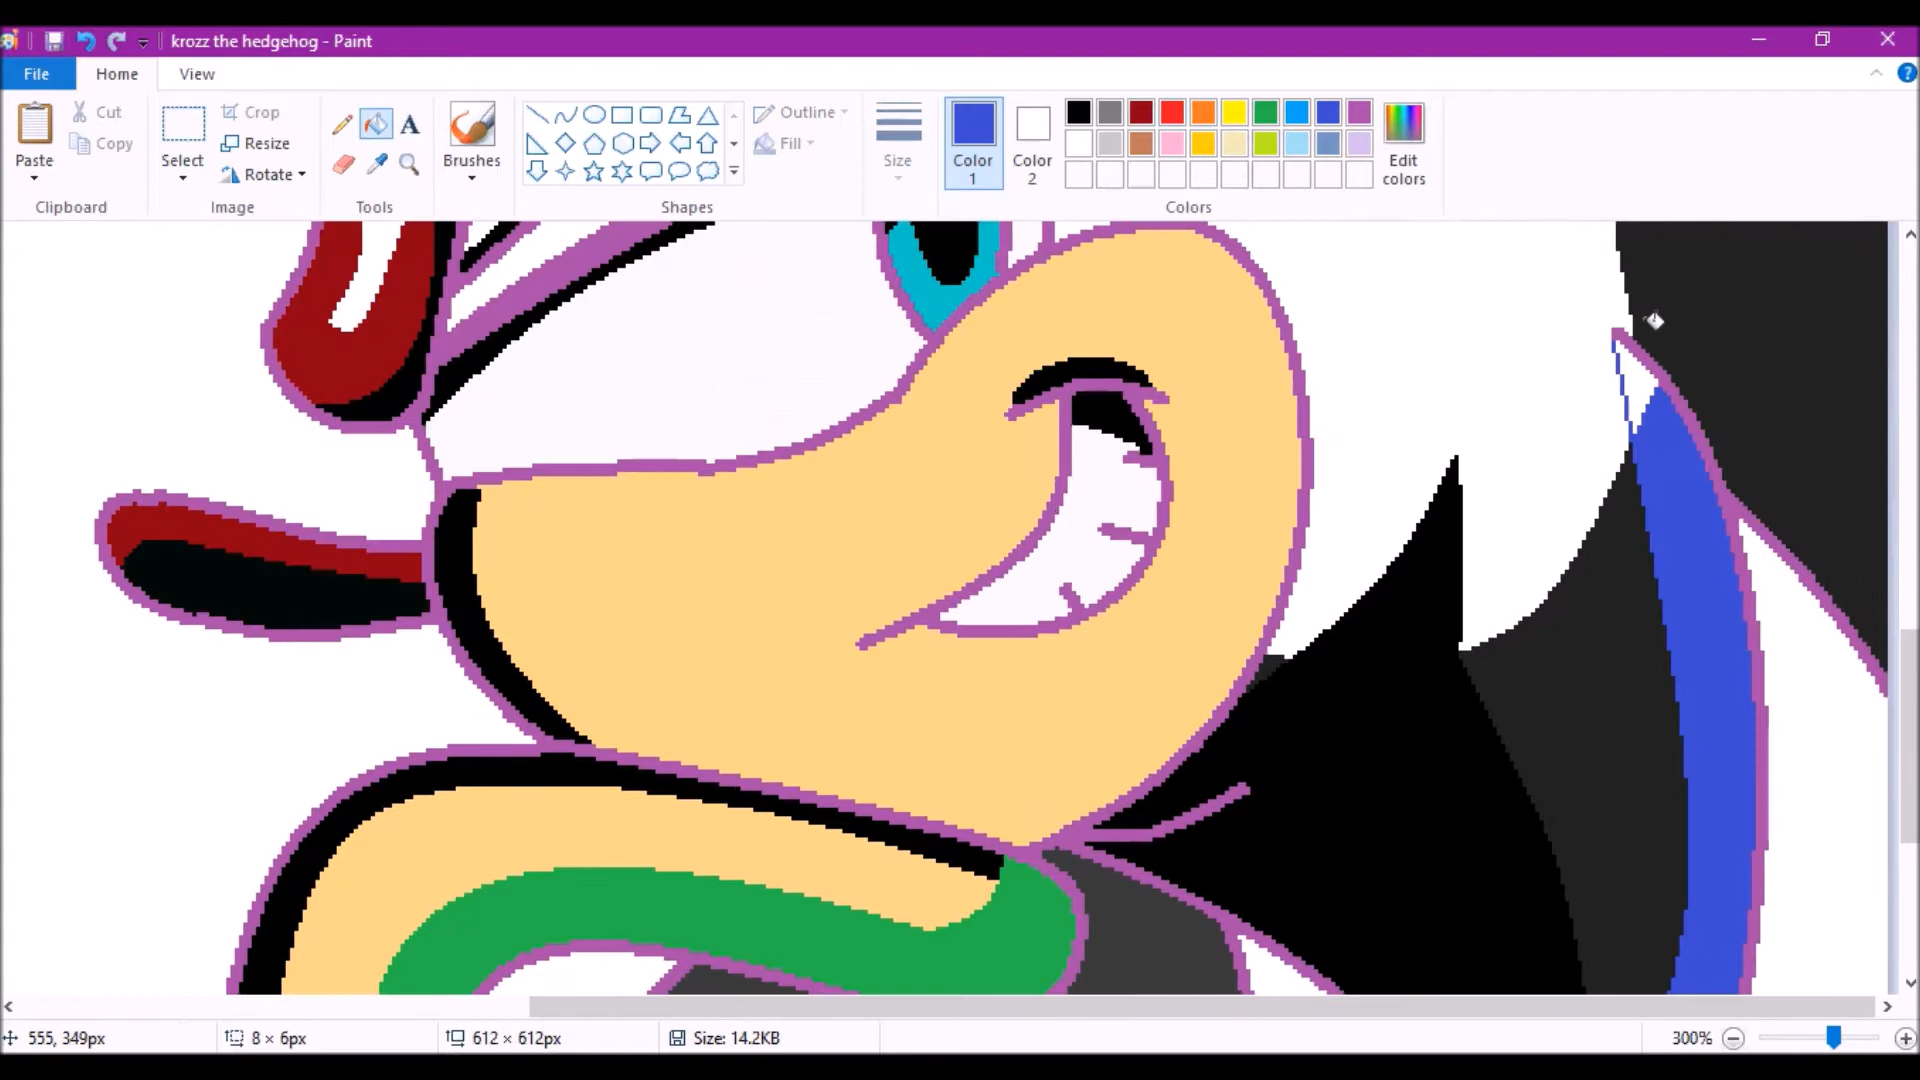 krozz the hedgehog - Paint
File Home View
Paste
Cut
Copy
Clipboard
Select
Crop
Resize
Rotate
Image
A
Tools
Brushes
Outline
Fill
Shapes
Size
Color 1
Color 2
Edit colors
Colors
555, 349px
8 × 6px
612 × 612px
Size: 14.2KB
300%